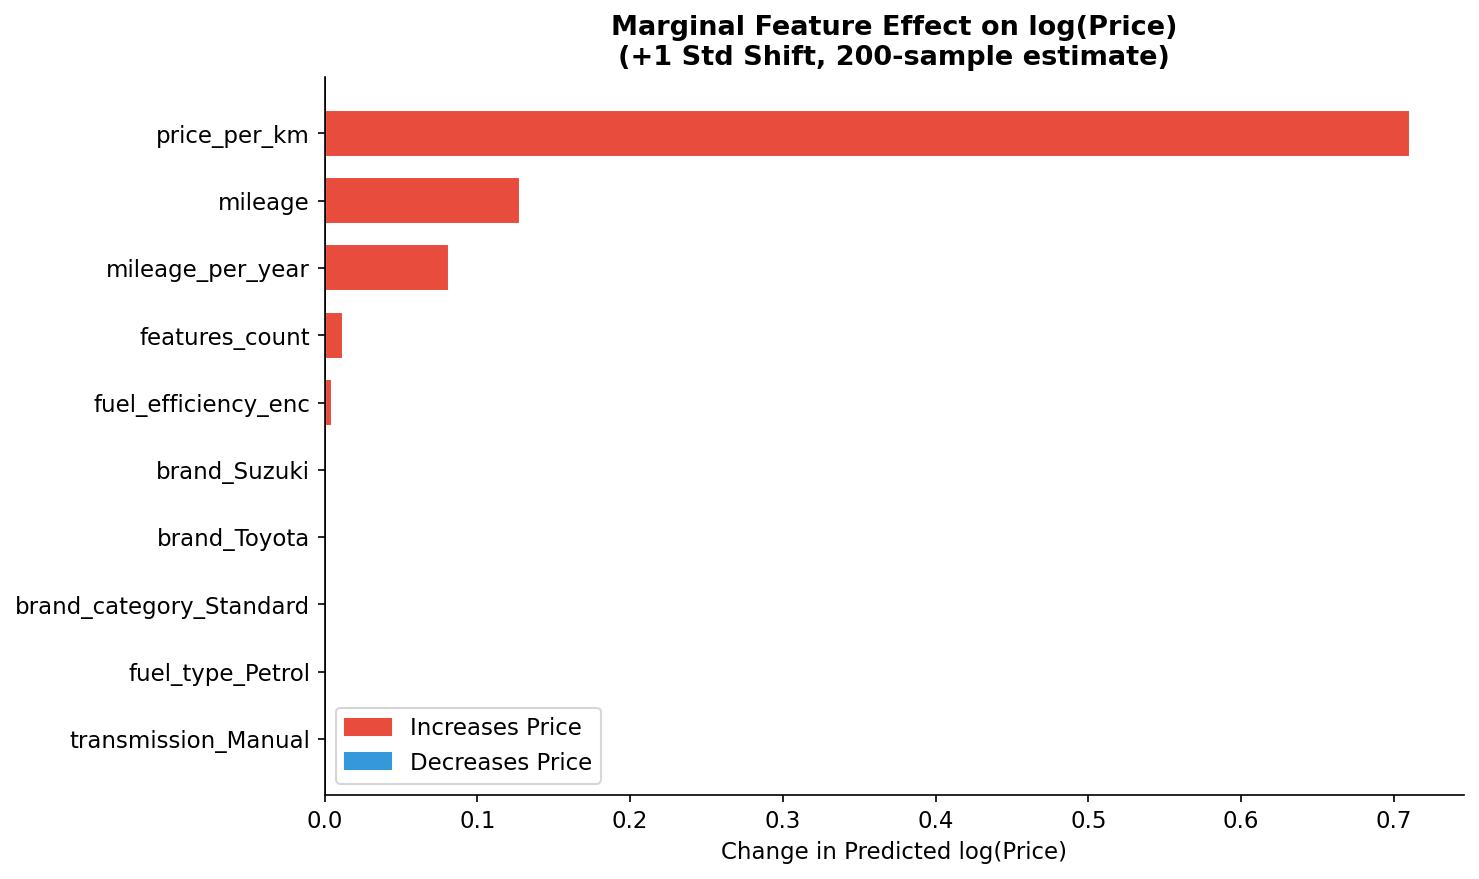 Marginal Feature Effect on log(Price)
(+1 Std Shift, 200-sample estimate)
price_per_km
mileage
mileage_per_year
features_count
fuel_efficiency_enc
brand_Suzuki
brand_Toyota
brand_category_Standard
fuel_type_Petrol
transmission_Manual
Increases Price
Decreases Price
0.0 0.1 0.2 0.3 0.4 0.5 0.6 0.7
Change in Predicted log(Price)